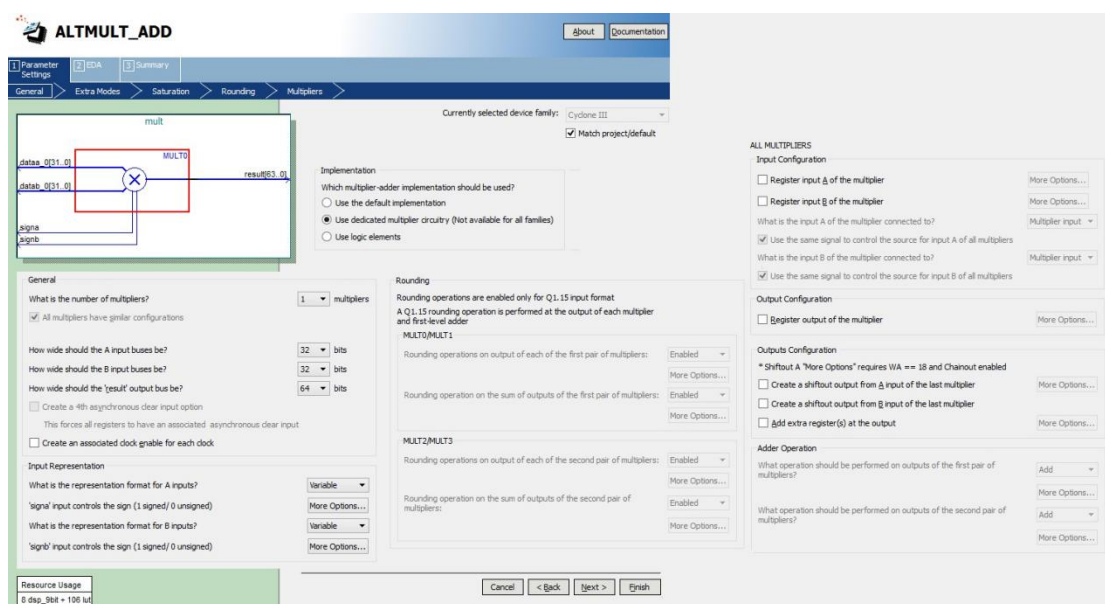 ALTMULT_ADD
About
Documentation
1 Parameter Settings
2 EDA
3 Summary
General
Extra Modes
Saturation
Rounding
Multipliers
Currently selected device family:
Cyclone III
Match project/default
mult
MULT0
dataa_0[31..0]
datab_0[31..0]
result[63..0]
signa
signb
Implementation
Which multiplier-adder implementation should be used?
Use the default implementation
Use dedicated multiplier circuitry (Not available for all families)
Use logic elements
General
What is the number of multipliers?
1 multipliers
All multipliers have similar configurations
How wide should the A input buses be?
32 bits
How wide should the B input buses be?
32 bits
How wide should the 'result' output bus be?
64 bits
Create a 4th asynchronous clear input option
This forces all registers to have an associated asynchronous clear input
Create an associated clock enable for each clock
Input Representation
What is the representation format for A inputs?
Variable
'signa' input controls the sign (1 signed/ 0 unsigned)
More Options...
What is the representation format for B inputs?
Variable
'signb' input controls the sign (1 signed/ 0 unsigned)
More Options...
Resource Usage
8 dsp_9bit + 106 lut
Rounding
Rounding operations are enabled only for Q1.15 input format
A Q1.15 rounding operation is performed at the output of each multiplier
and first-level adder
MULT0/MULT1
Rounding operations on output of each of the first pair of multipliers:
Enabled
More Options...
Rounding operation on the sum of outputs of the first pair of multipliers:
Enabled
More Options...
MULT2/MULT3
Rounding operations on output of each of the second pair of multipliers:
Enabled
More Options...
Rounding operation on the sum of outputs of the second pair of
multipliers:
Enabled
More Options...
Cancel
< Back
Next >
Finish
ALL MULTIPLIERS
Input Configuration
Register input A of the multiplier
More Options...
Register input B of the multiplier
More Options...
What is the input A of the multiplier connected to?
Multiplier input
Use the same signal to control the source for input A of all multipliers
What is the input B of the multiplier connected to?
Multiplier input
Use the same signal to control the source for input B of all multipliers
Output Configuration
Register output of the multiplier
More Options...
Outputs Configuration
* Shiftout A "More Options" requires WA == 18 and Chainout enabled
Create a shiftout output from A input of the last multiplier
More Options...
Create a shiftout output from B input of the last multiplier
Add extra register(s) at the output
More Options...
Adder Operation
What operation should be performed on outputs of the first pair of
multipliers?
Add
More Options...
What operation should be performed on outputs of the second pair of
multipliers?
Add
More Options...